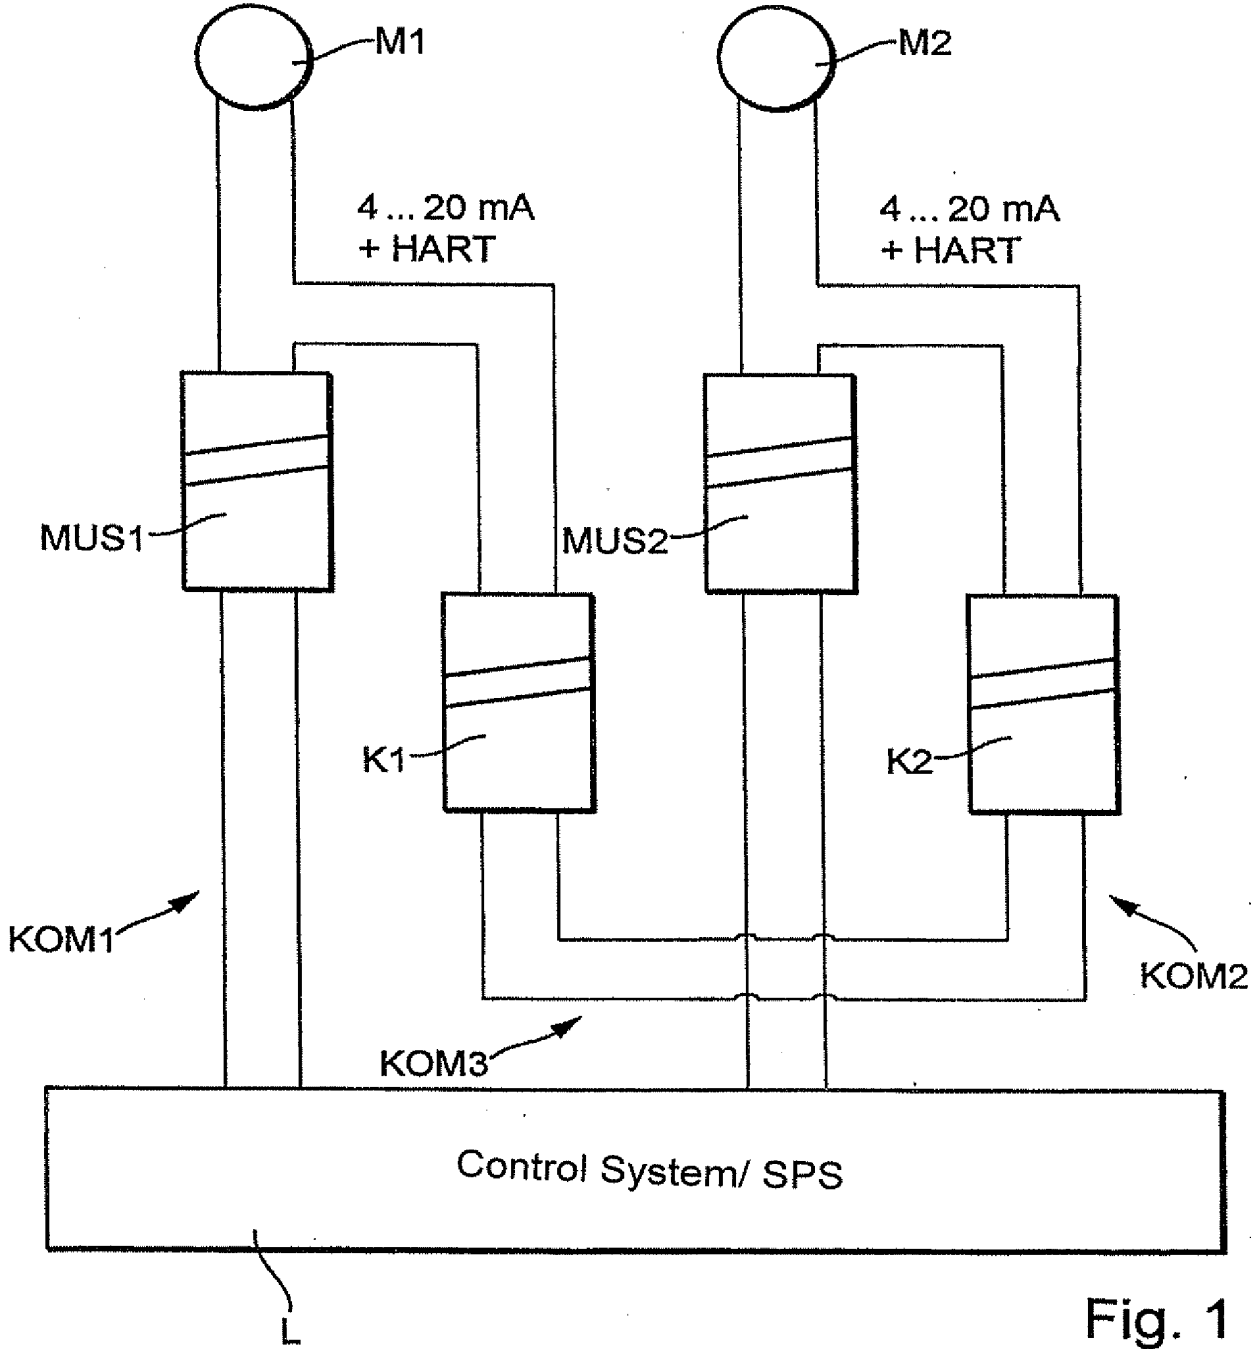 M1
M2
4 ... 20 mA
+ HART
4 ... 20 mA
+ HART
MUS1
MUS2
K1
K2
KOM1
KOM2
KOM3
Control System/ SPS
L
Fig. 1